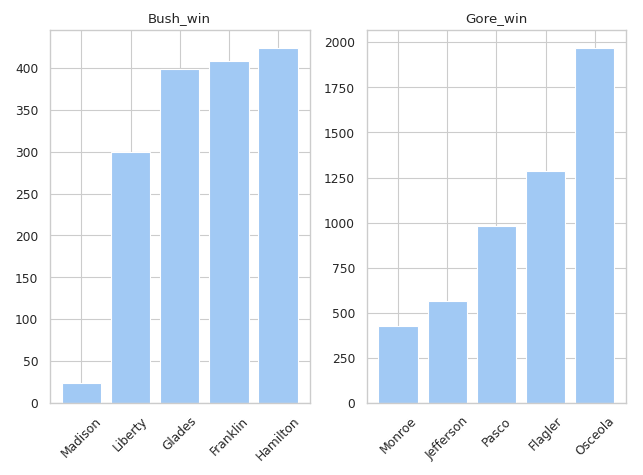 Bush_win
400
350
300
250
200
150
100
50
0
Madison
Liberty
Glades
Franklin
Hamilton
Gore_win
2000
1750
1500
1250
1000
750
500
250
0
Monroe
Jefferson
Pasco
Flagler
Osceola